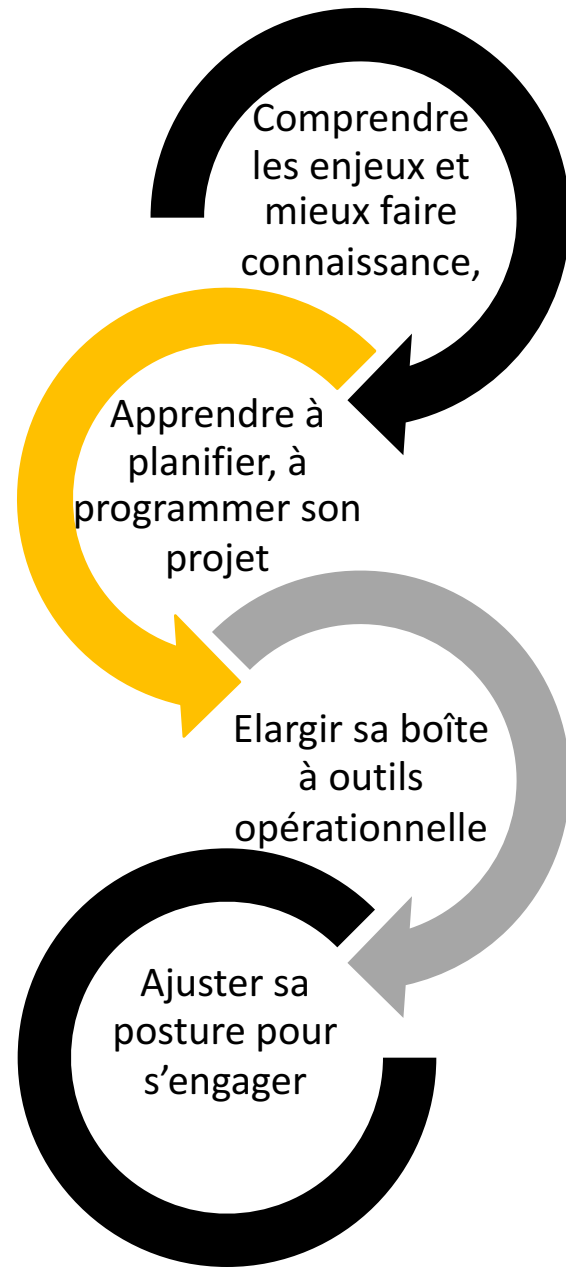 Comprendre
les enjeux et
mieux faire
connaissance,
Apprendre à
planifier, à
programmer son
projet
Elargir sa boîte
à outils
opérationnelle
Ajuster sa
posture pour
s’engager